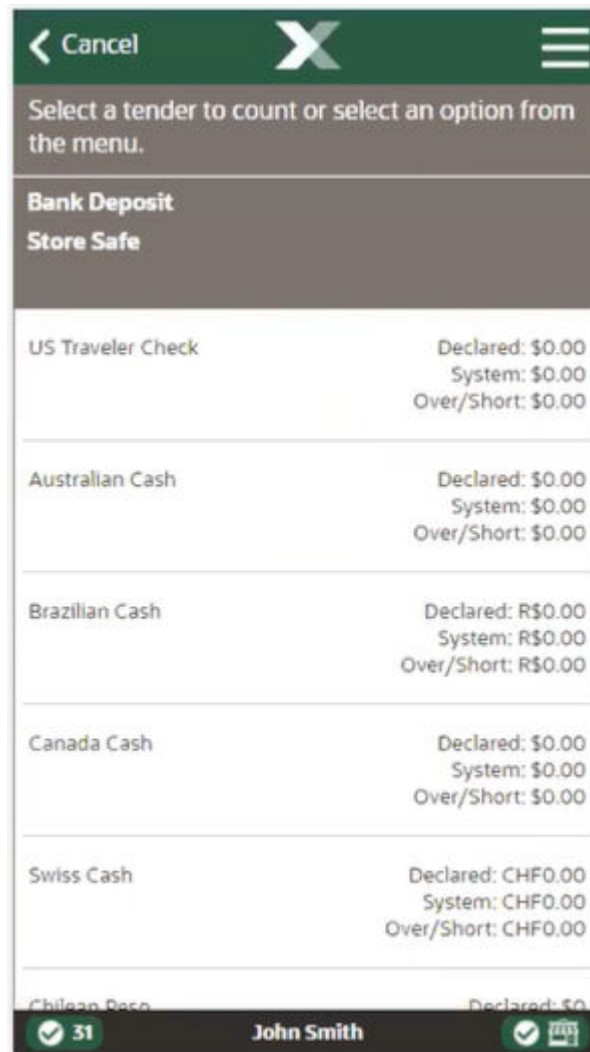 Cancel
Select a tender to count or select an option from
the menu.
Bank Deposit
Store Safe
US Traveler Check
Declared: $0.00
System: $0.00
Over/Short: $0.00
Australian Cash
Declared: $0.00
System: $0.00
Over/Short: $0.00
Brazilian Cash
Declared: R$0.00
System: R$0.00
Over/Short: R$0.00
Canada Cash
Declared: $0.00
System: $0.00
Over/Short: $0.00
Swiss Cash
Declared: CHF0.00
System: CHF0.00
Over/Short: CHF0.00
Chilean Peso
Declared: $0
31
John Smith